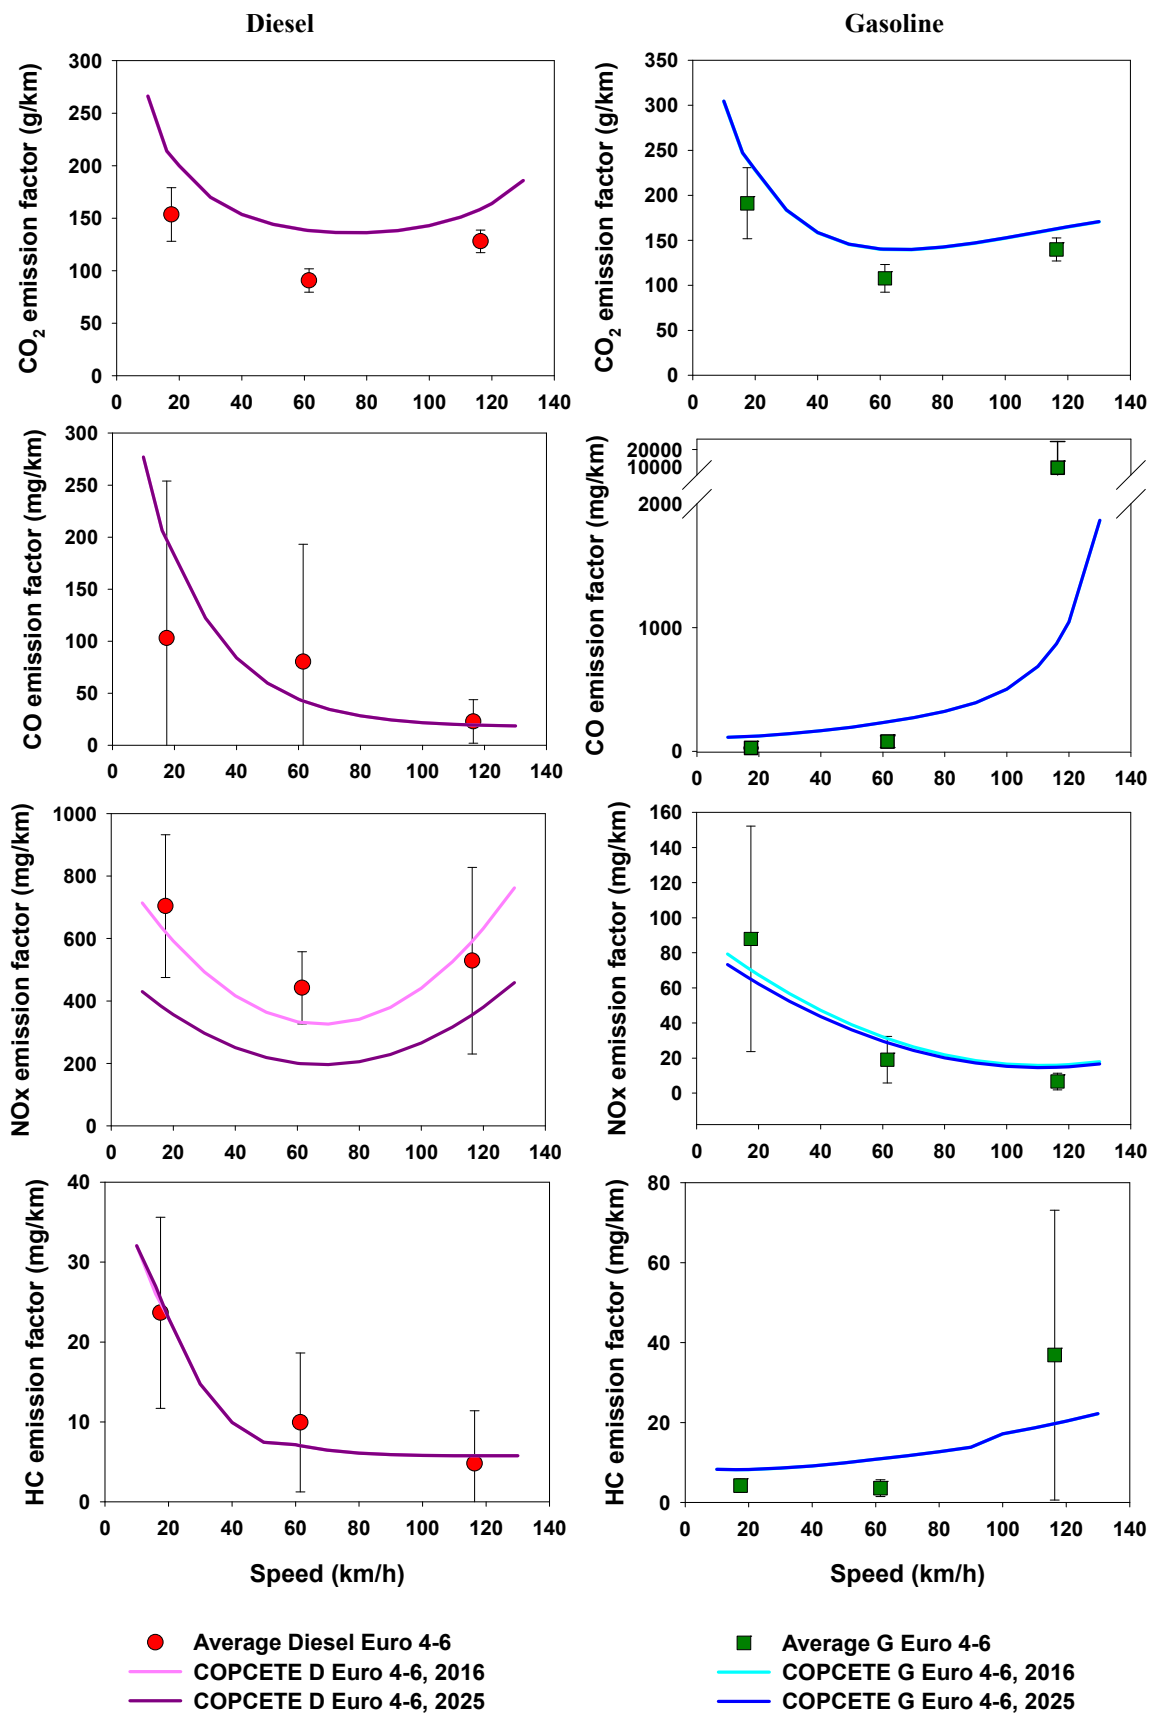 Diesel
Gasoline
CO2 emission factor (g/km)
300
250
200
150
100
50
0
0 20 40 60 80 100 120 140
CO2 emission factor (g/km)
350
300
250
200
150
100
50
0
0 20 40 60 80 100 120 140
CO emission factor (mg/km)
300
250
200
150
100
50
0
0 20 40 60 80 100 120 140
CO emission factor (mg/km)
20000
10000
2000
1000
0
0 20 40 60 80 100 120 140
NOx emission factor (mg/km)
1000
800
600
400
200
0
0 20 40 60 80 100 120 140
NOx emission factor (mg/km)
160
140
120
100
80
60
40
20
0
0 20 40 60 80 100 120 140
HC emission factor (mg/km)
40
30
20
10
0
0 20 40 60 80 100 120 140
Speed (km/h)
HC emission factor (mg/km)
80
60
40
20
0
0 20 40 60 80 100 120 140
Speed (km/h)
Average Diesel Euro 4-6
COPCETE D Euro 4-6, 2016
COPCETE D Euro 4-6, 2025
Average G Euro 4-6
COPCETE G Euro 4-6, 2016
COPCETE G Euro 4-6, 2025